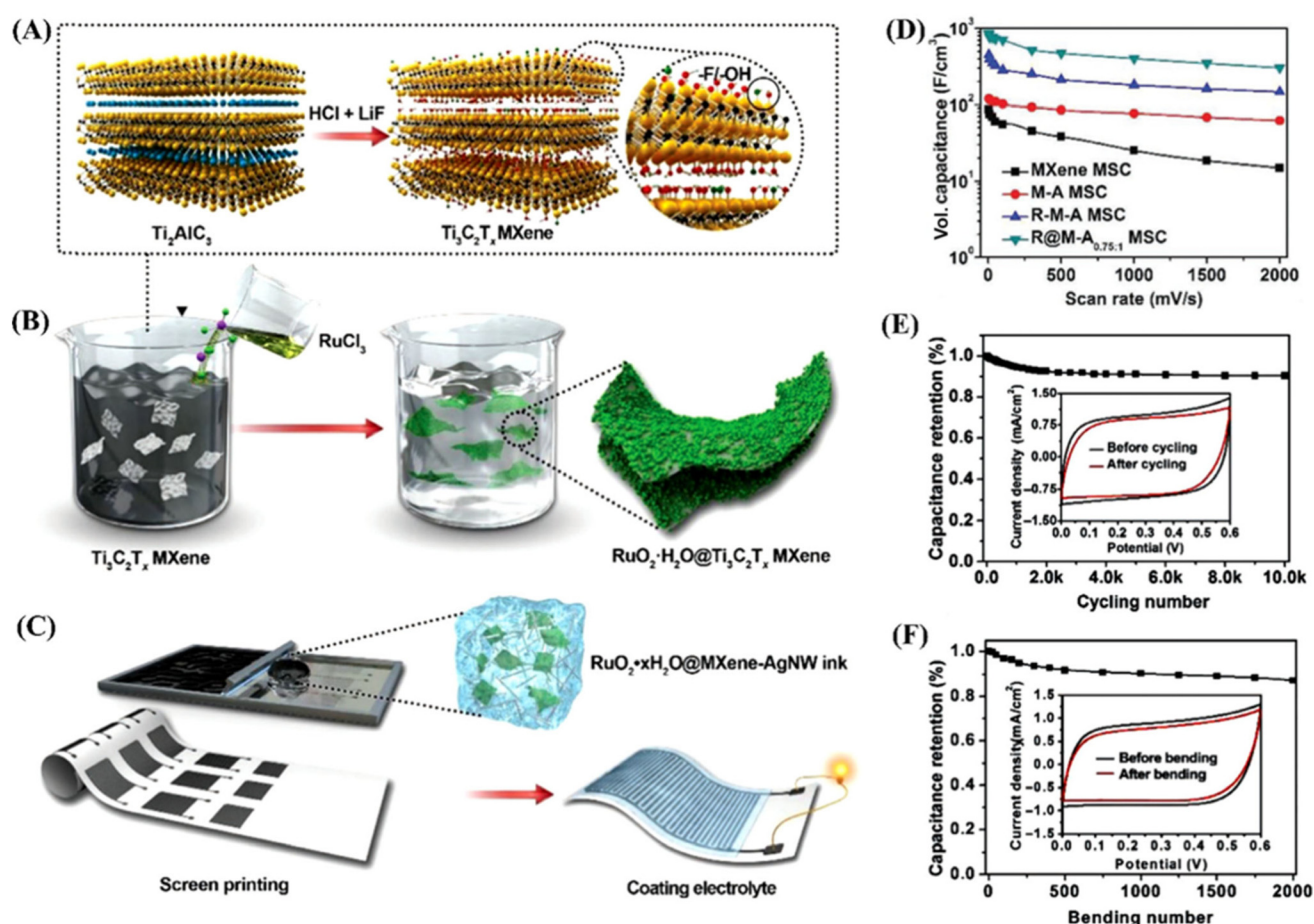 (A)
HCl + LiF
-F/-OH
Ti₂AlC₃
Ti₃C₂Tₓ MXene
(B)
RuCl₃
Ti₃C₂Tₓ MXene
RuO₂·H₂O@Ti₃C₂Tₓ MXene
(C)
RuO₂•xH₂O@MXene-AgNW ink
Screen printing
Coating electrolyte
(D)
Vol. capacitance (F/cm³)
10³
10²
10¹
10⁰
MXene MSC
M-A MSC
R-M-A MSC
R@M-A₀.₇₅:₁ MSC
0 500 1000 1500 2000
Scan rate (mV/s)
(E)
Capacitance retention (%)
1.0
0.8
0.6
0.4
0.2
0.0
Current density (mA/cm²)
1.50
0.75
0.00
-0.75
-1.50
Before cycling
After cycling
0.0 0.1 0.2 0.3 0.4 0.5 0.6
Potential (V)
0.0 2.0k 4.0k 6.0k 8.0k 10.0k
Cycling number
(F)
Capacitance retention (%)
1.0
0.8
0.6
0.4
0.2
0.0
Current density(mA/cm²)
1.5
1.0
0.5
0.0
-0.5
-1.0
-1.5
Before bending
After bending
0.0 0.1 0.2 0.3 0.4 0.5 0.6
Potential (V)
0 500 1000 1500 2000
Bending number